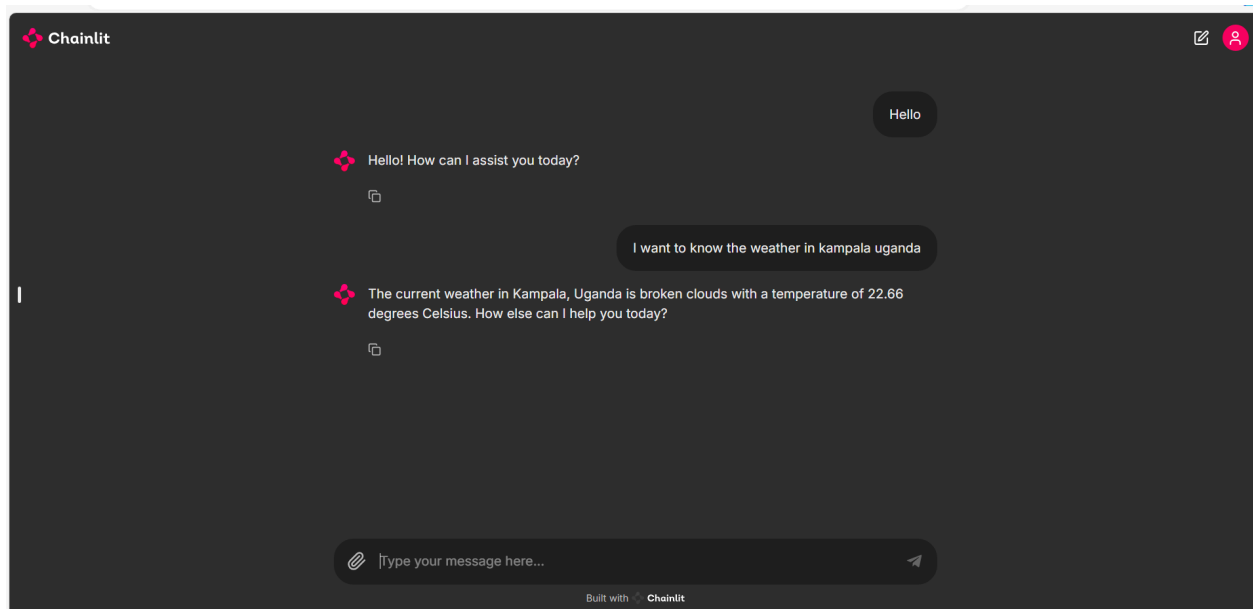 Chainlit
Hello
Hello! How can I assist you today?
I want to know the weather in kampala uganda
The current weather in Kampala, Uganda is broken clouds with a temperature of 22.66
degrees Celsius. How else can I help you today?
Type your message here...
Built with Chainlit